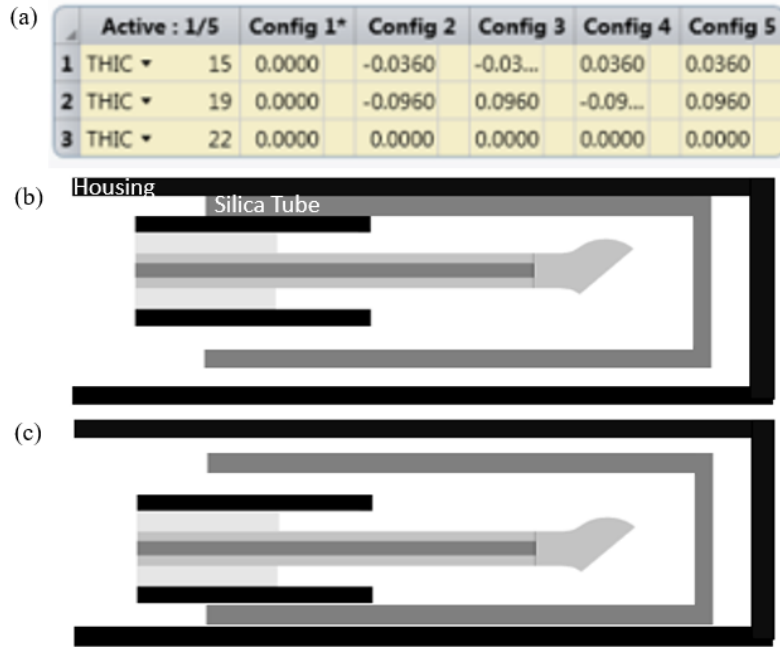 (a)
Active : 1/5 Config 1* Config 2 Config 3 Config 4 Config 5
1 THIC 15 0.0000 -0.0360 -0.03... 0.0360 0.0360
2 THIC 19 0.0000 -0.0960 0.0960 -0.09... 0.0960
3 THIC 22 0.0000 0.0000 0.0000 0.0000 0.0000
(b)
Housing
Silica Tube
(c)